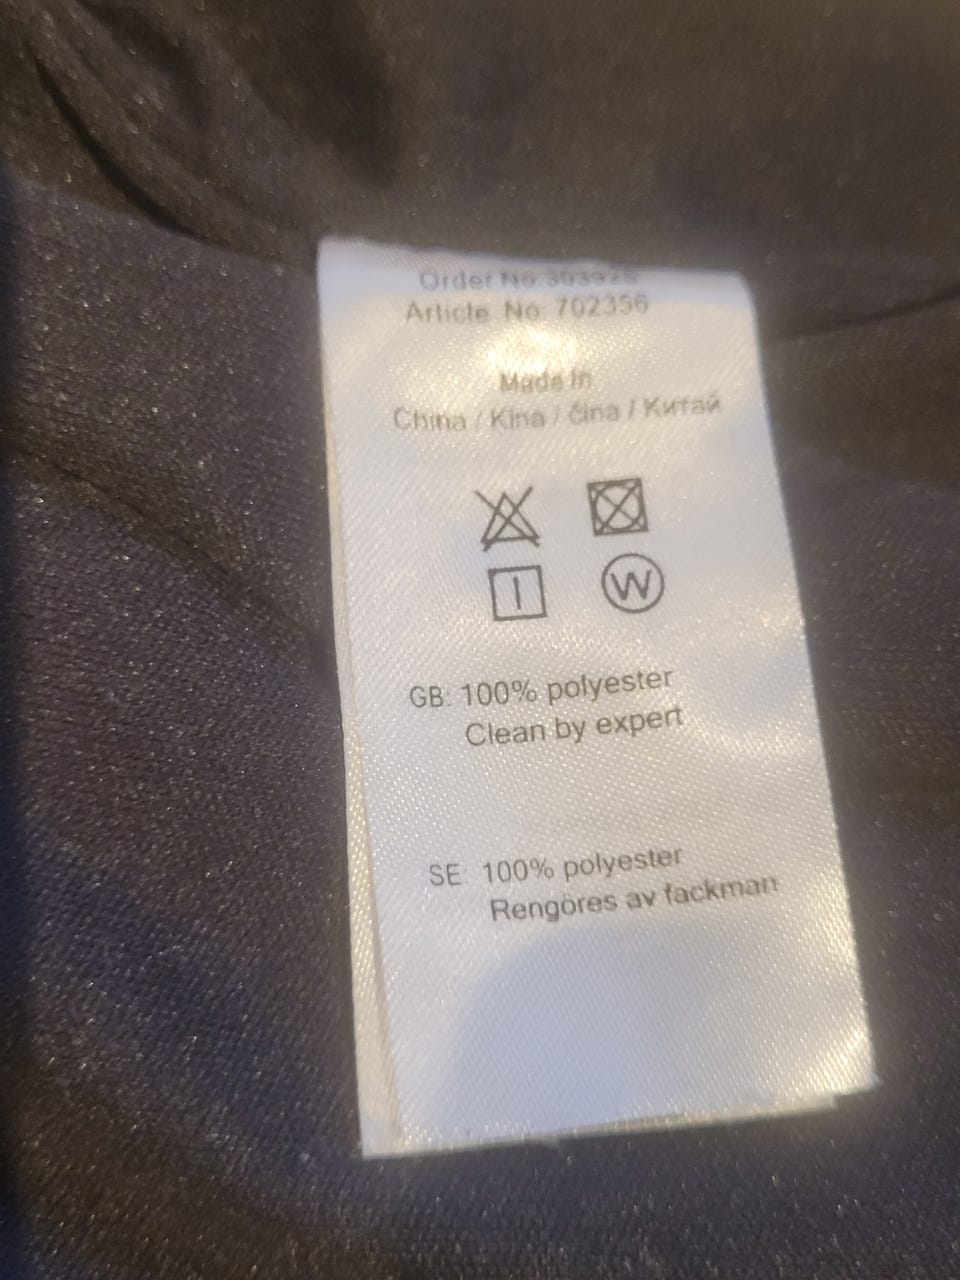 Order No 303925
Article No: 702356
Made in
China / Kina / čina / Китай
W
GB: 100% polyester
Clean by expert
SE: 100% polyester
Rengöres av fackman